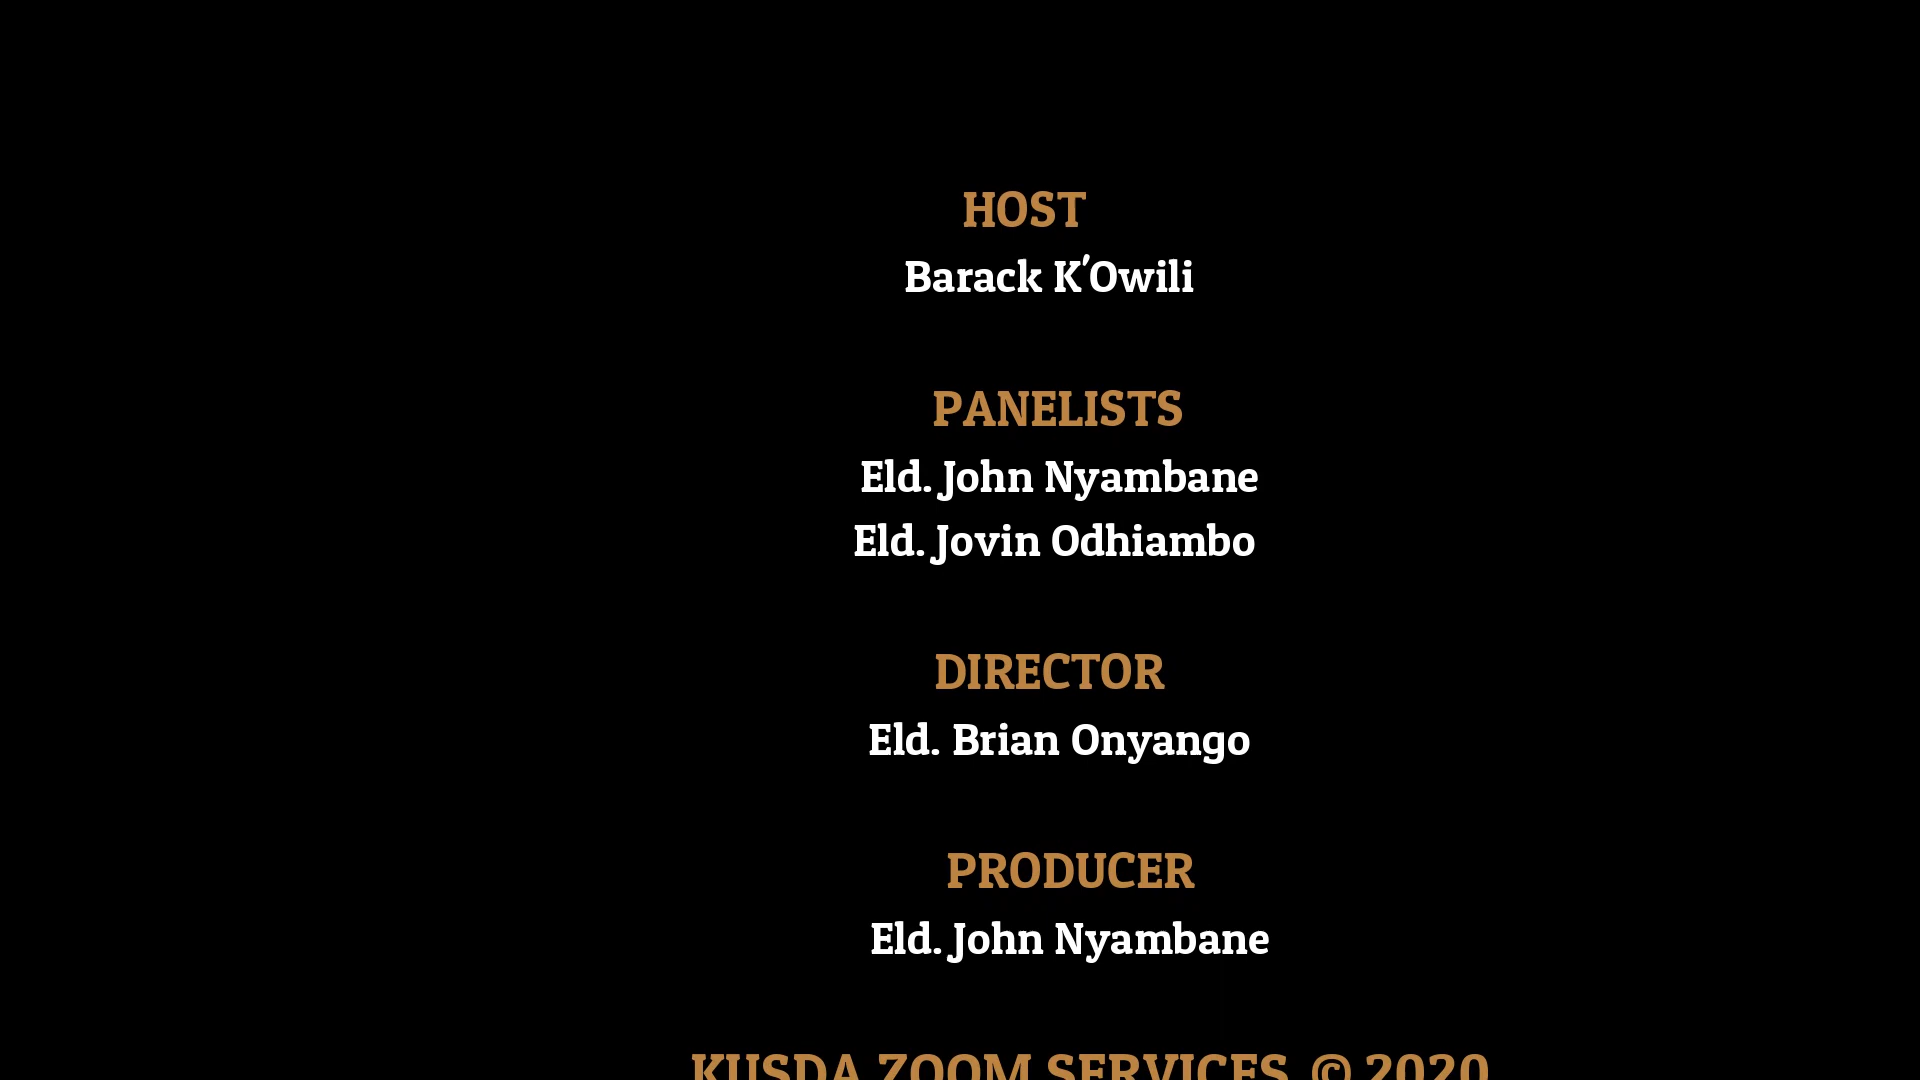 HOST
Barack K'Owili
PANELISTS
Eld. John Nyambane
Eld. Jovin Odhiambo
DIRECTOR
Eld. Brian Onyango
PRODUCER
Eld. John Nyambane
KUSDA ZOOM SERVICES © 2020